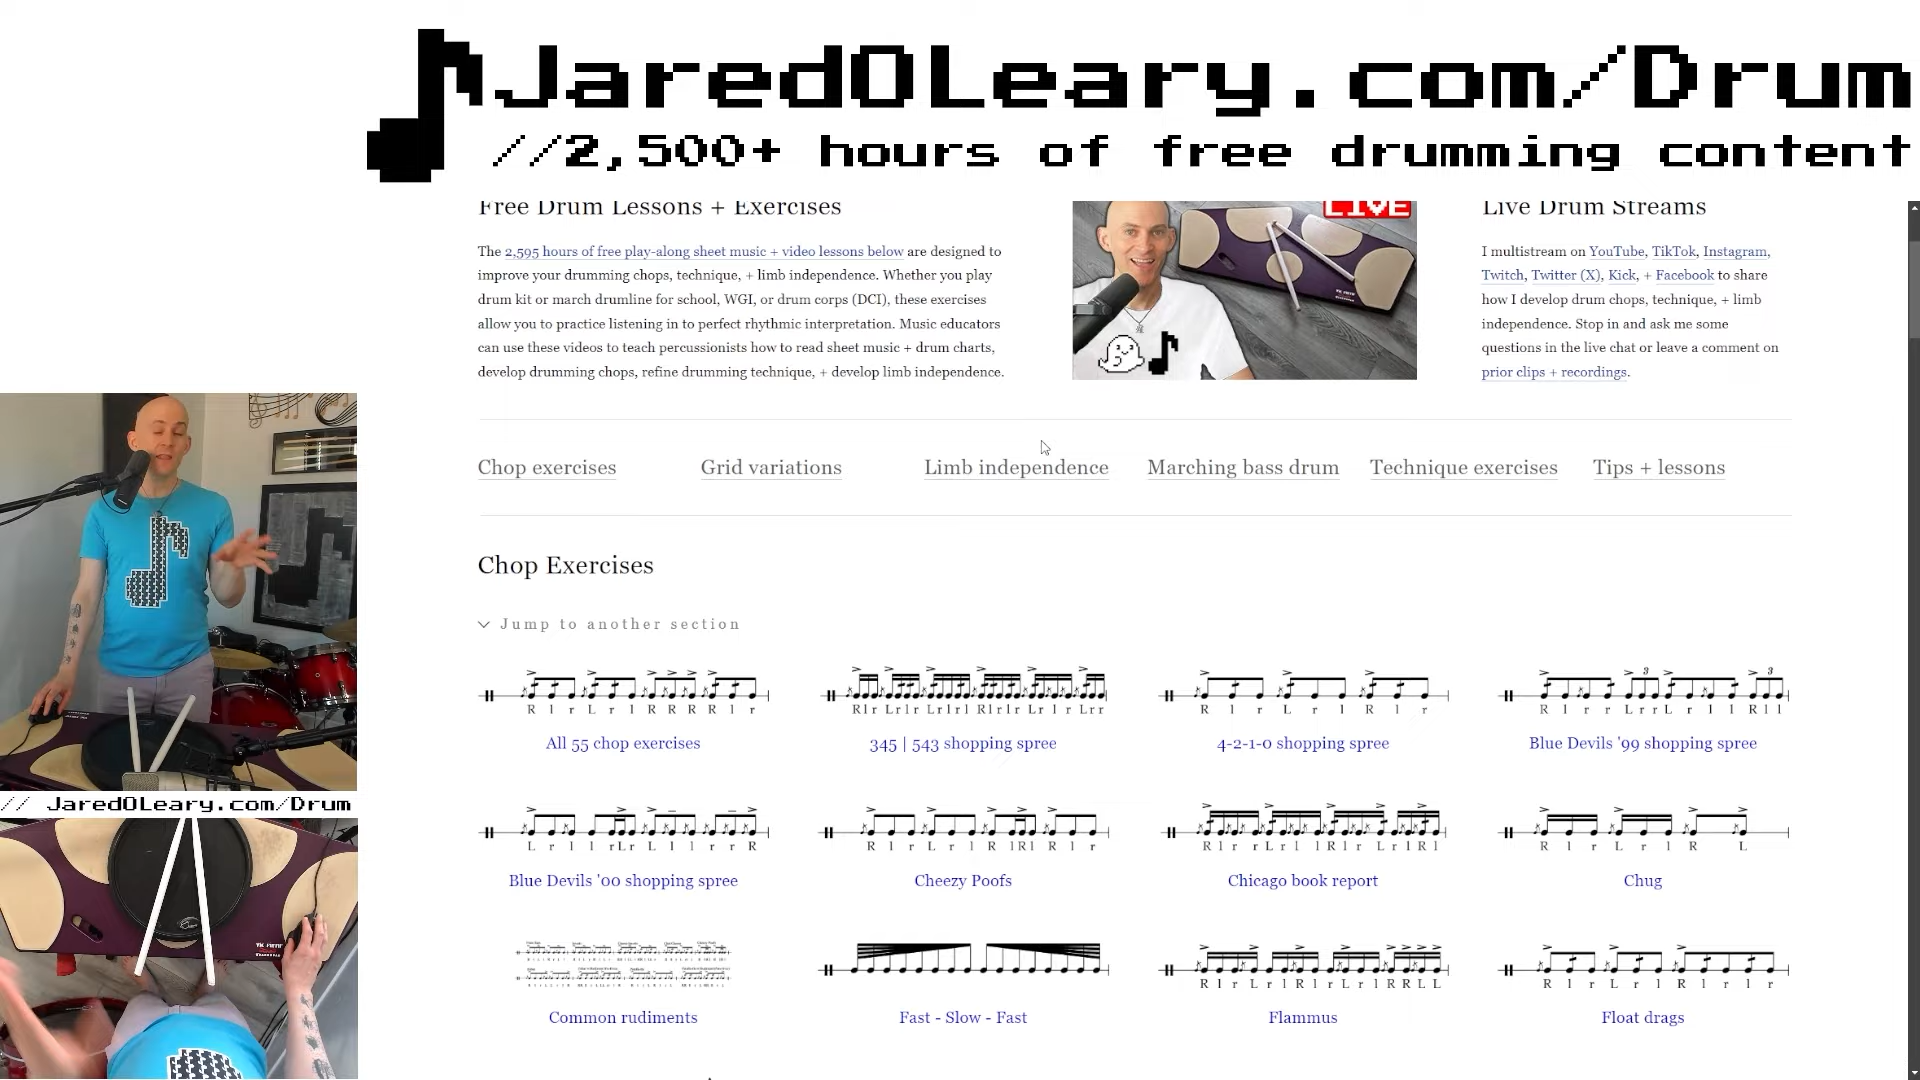 JaredOLeary.com/Drum
//2,500+ hours of free drumming content
Free Drum Lessons + Exercises
The 2,595 hours of free play-along sheet music + video lessons below are designed to
improve your drumming chops, technique, + limb independence. Whether you play
drum kit or march drumline for school, WGI, or drum corps (DCI), these exercises
allow you to practice listening in to perfect rhythmic interpretation. Music educators
can use these videos to teach percussionists how to read sheet music + drum charts,
develop drumming chops, refine drumming technique, + develop limb independence.
LIVE
Live Drum Streams
I multistream on YouTube, TikTok, Instagram,
Twitch, Twitter (X), Kick, + Facebook to share
how I develop drum chops, technique, + limb
independence. Stop in and ask me some
questions in the live chat or leave a comment on
prior clips + recordings.
Chop exercises
Grid variations
Limb independence
Marching bass drum
Technique exercises
Tips + lessons
Chop Exercises
Jump to another section
R l r L r l R R R R l r
R l r L r l r L r l r l R l r l r L r l r L r r
R l r L r l R l r
3 3
R l r r L r r L r l l R l l
All 55 chop exercises
345 | 543 shopping spree
4-2-1-0 shopping spree
Blue Devils '99 shopping spree
L r l l r L r L l l r r R
R l r L r l R l R l R l r
R l r r L r l l R l r L r l R l
R l r L r l R L
Blue Devils '00 shopping spree
Cheezy Poofs
Chicago book report
Chug
R l r L R l r L r l R r L r l R R L L
R l r L r l R l r l r
Common rudiments
Fast - Slow - Fast
Flammus
Float drags
// JaredOLeary.com/Drum